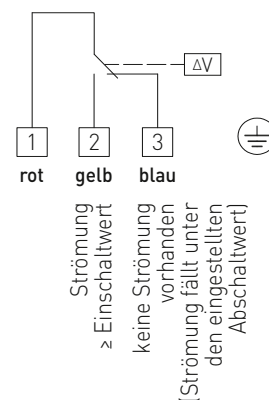 ΔV
1
2
3
rot
gelb
blau
Strömung
≥ Einschaltwert
keine Strömung
vorhanden
(Strömung fällt unter
den eingestellten
Abschaltwert)